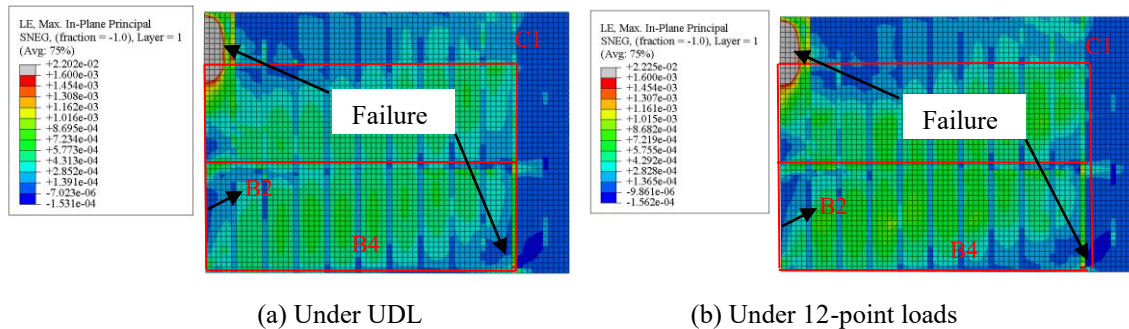 LE, Max. In-Plane Principal
SNEG, (fraction = -1.0), Layer = 1
(Avg: 75%)
+2.202e-02
+1.600e-03
+1.454e-03
+1.308e-03
+1.162e-03
+1.016e-03
+8.695e-04
+7.234e-04
+5.773e-04
+4.313e-04
+2.852e-04
+1.391e-04
-7.023e-06
-1.531e-04
C1
Failure
B2
B4
(a) Under UDL
LE, Max. In-Plane Principal
SNEG, (fraction = -1.0), Layer = 1
(Avg: 75%)
+2.225e-02
+1.600e-03
+1.454e-03
+1.307e-03
+1.161e-03
+1.015e-03
+8.682e-04
+7.219e-04
+5.755e-04
+4.292e-04
+2.828e-04
+1.365e-04
-9.861e-06
-1.562e-04
C1
Failure
B2
B4
(b) Under 12-point loads